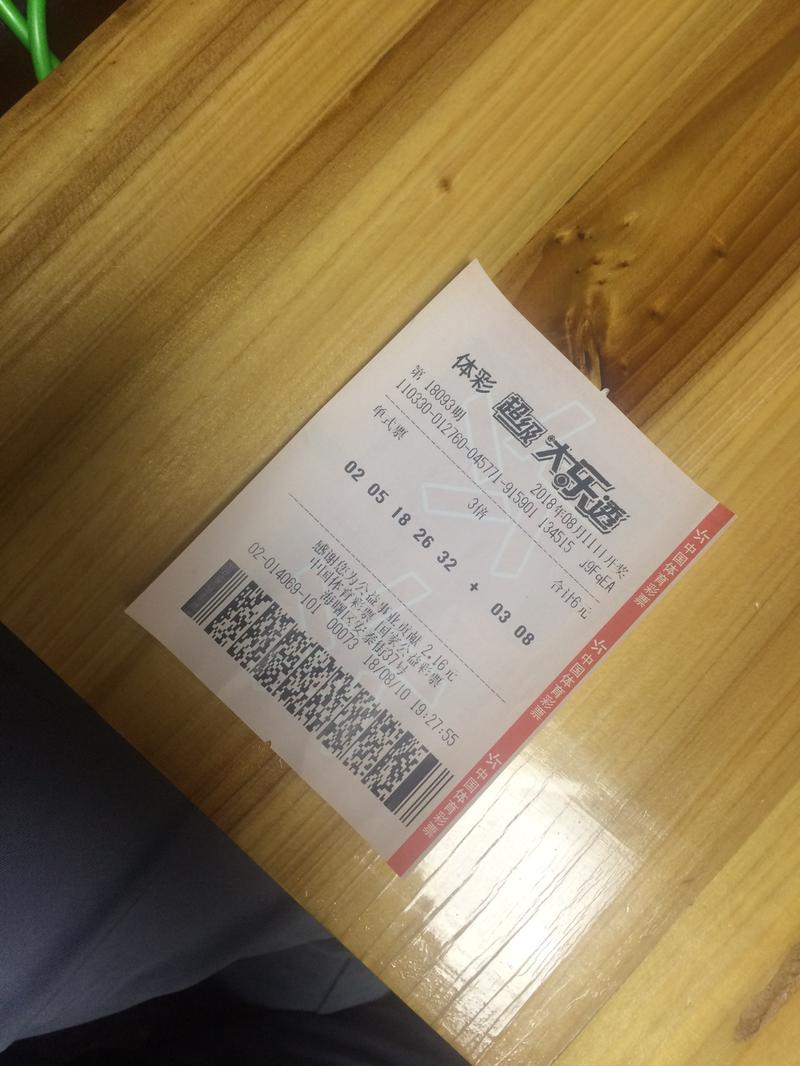 体彩 超级大乐透
第 18093期 2018年08月11日开奖
110330-012760-045771-915901 134515 J9FqEA
单式票 3倍 合计6元
02 05 18 26 32 + 03 08
感谢您为公益事业贡献 2.16元
中国体育彩票 国家公益彩票
海曙区安泰街37号
02-014069-101 00073 18/08/10 19:27:55
中国体育彩票
中国体育彩票
中国体育彩票